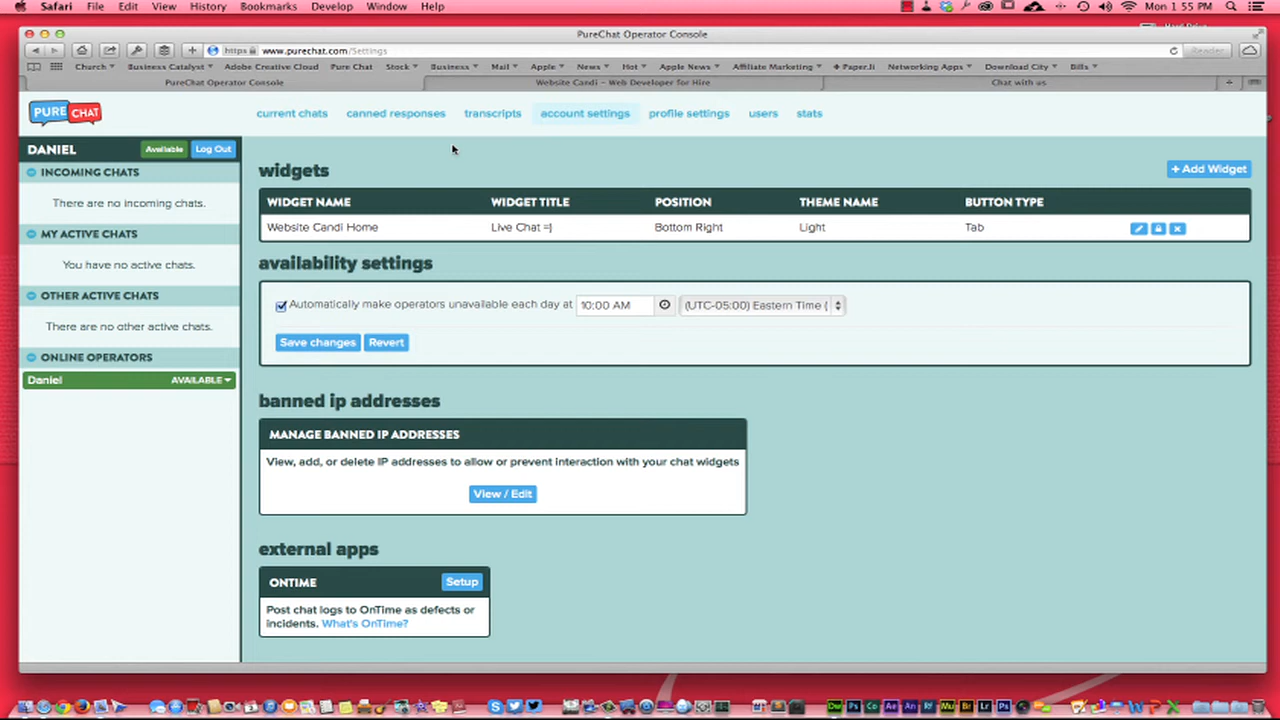 Safari File Edit View History Bookmarks Develop Window Help Mon 1 55 PM
PureChat Operator Console
https www.purechat.com/Settings Reader
Church Business Catalyst Adobe Creative Cloud Pure Chat Stock Business Mail Apple News Hot Apple News Affiliate Marketing Paper.li Networking Apps Download City Bills
PureChat Operator Console Website Candi – Web Developer for Hire Chat with us
PURE CHAT
current chats canned responses transcripts account settings profile settings users stats
DANIEL Available Log Out
INCOMING CHATS
There are no incoming chats.
MY ACTIVE CHATS
You have no active chats.
OTHER ACTIVE CHATS
There are no other active chats.
ONLINE OPERATORS
Daniel AVAILABLE
widgets + Add Widget
WIDGET NAME WIDGET TITLE POSITION THEME NAME BUTTON TYPE
Website Candi Home Live Chat =] Bottom Right Light Tab
availability settings
Automatically make operators unavailable each day at 10:00 AM (UTC-05:00) Eastern Time (
Save changes Revert
banned ip addresses
MANAGE BANNED IP ADDRESSES
View, add, or delete IP addresses to allow or prevent interaction with your chat widgets
View / Edit
external apps
ONTIME Setup
Post chat logs to OnTime as defects or
incidents. What's OnTime?